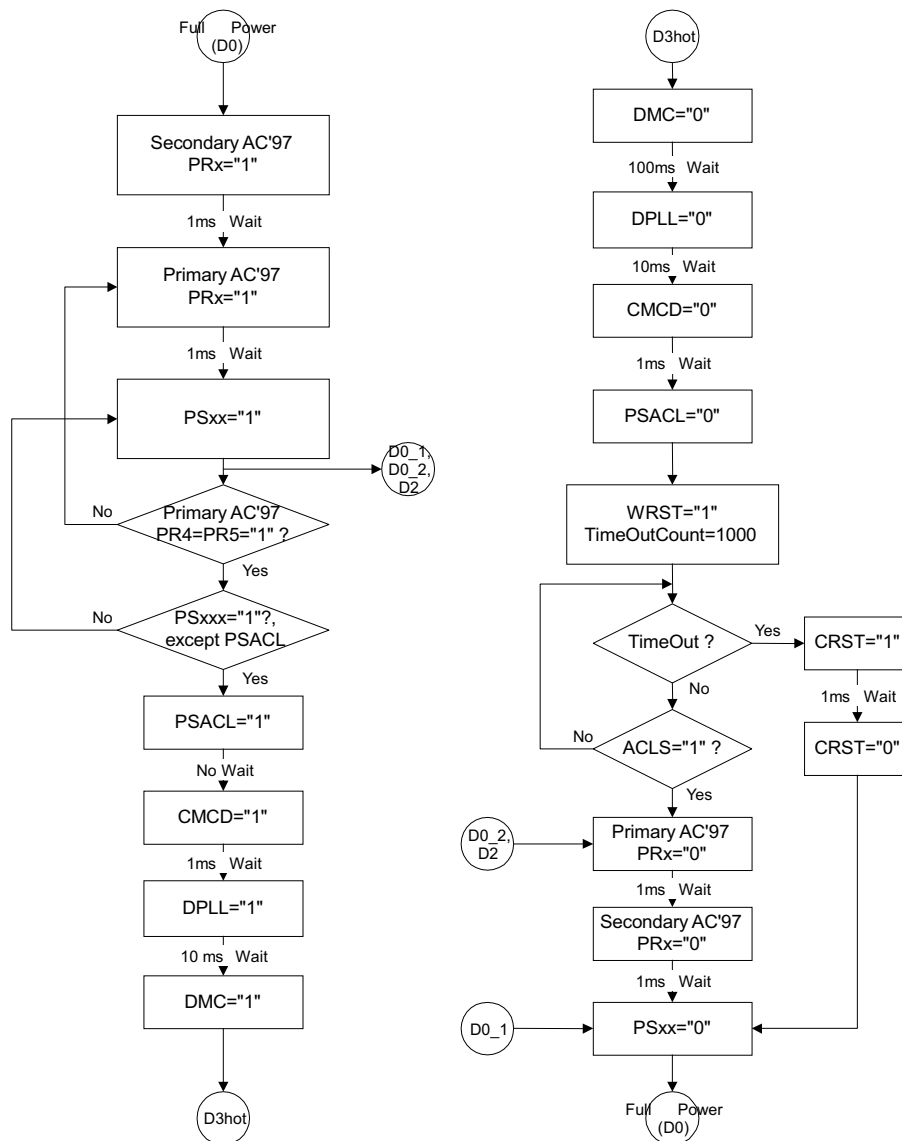 Full Power
(D0)
Secondary AC'97
PRx="1"
1ms Wait
Primary AC'97
PRx="1"
1ms Wait
PSxx="1"
D0_1,
D0_2,
D2
Primary AC'97
PR4=PR5="1" ?
No
Yes
PSxxx="1"?,
except PSACL
No
Yes
PSACL="1"
No Wait
CMCD="1"
1ms Wait
DPLL="1"
10 ms Wait
DMC="1"
D3hot
D3hot
DMC="0"
100ms Wait
DPLL="0"
10ms Wait
CMCD="0"
1ms Wait
PSACL="0"
WRST="1"
TimeOutCount=1000
TimeOut ?
Yes
CRST="1"
1ms Wait
CRST="0"
No
ACLS="1" ?
No
Yes
D0_2,
D2
Primary AC'97
PRx="0"
1ms Wait
Secondary AC'97
PRx="0"
1ms Wait
D0_1
PSxx="0"
Full Power
(D0)